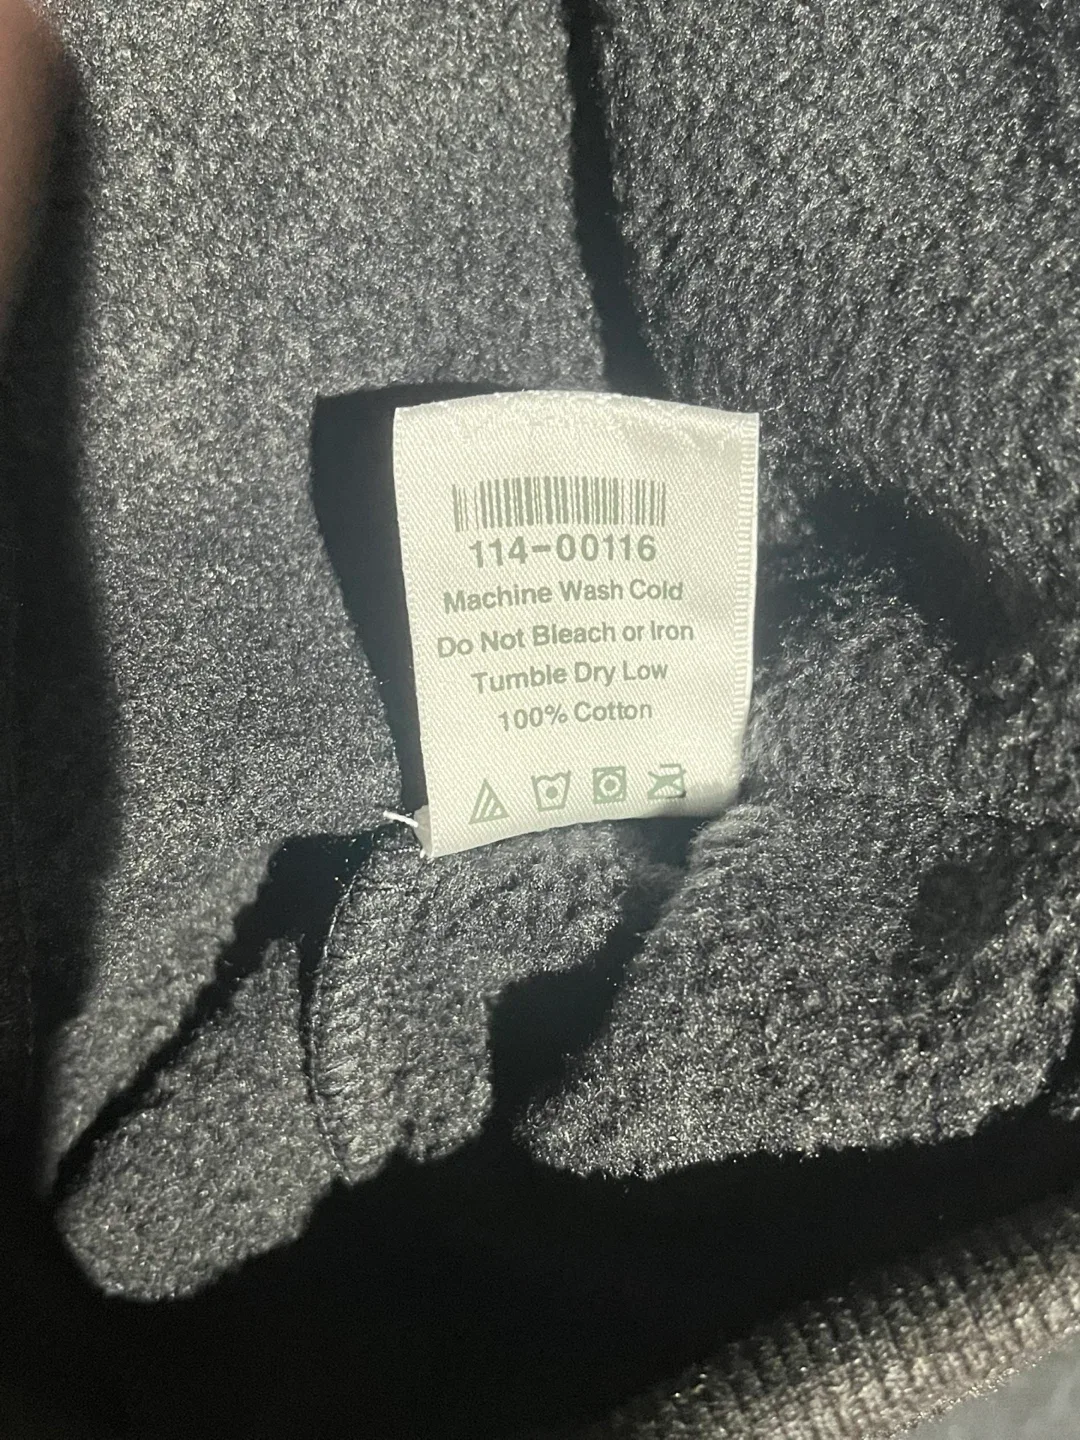 114-00116
Machine Wash Cold
Do Not Bleach or Iron
Tumble Dry Low
100% Cotton